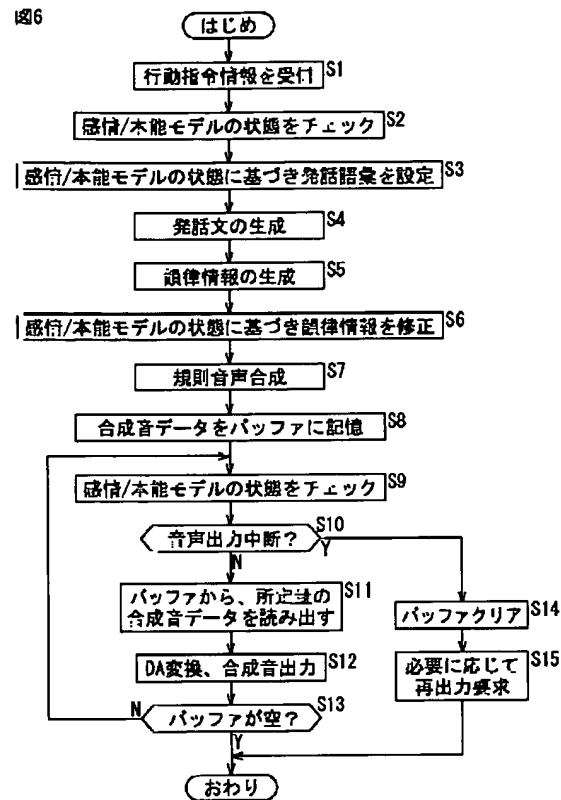 図6
はじめ
行動指令情報を受付 S1
感情/本能モデルの状態をチェック S2
感情/本能モデルの状態に基づき発話語彙を設定 S3
発話文の生成 S4
韻律情報の生成 S5
感情/本能モデルの状態に基づき韻律情報を修正 S6
規則音声合成 S7
合成音データをバッファに記憶 S8
感情/本能モデルの状態をチェック S9
音声出力中断? S10
Y
N
バッファから、所定量の S11
合成音データを読み出す
バッファクリア S14
DA変換、合成音出力 S12
必要に応じて S15
再出力要求
バッファが空? S13
N
Y
おわり